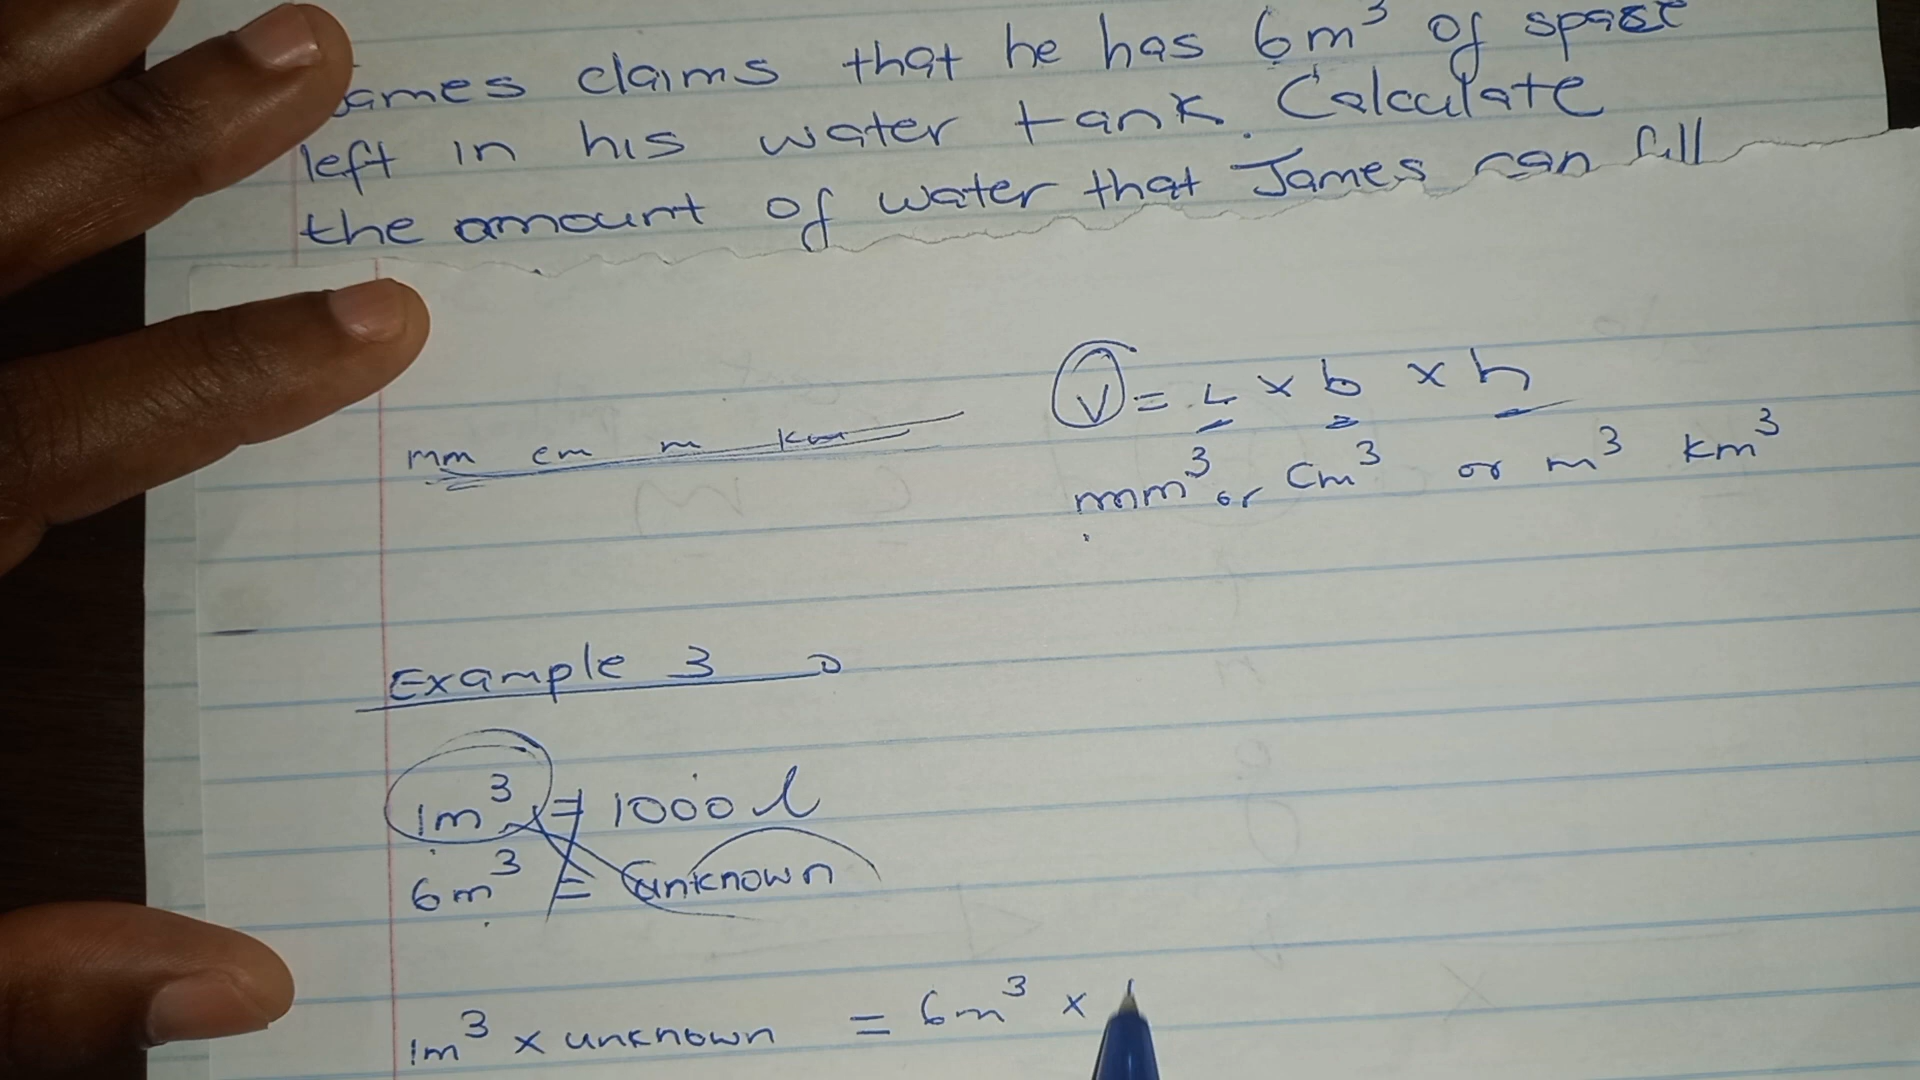 James claims that he has 6m³ of space
left in his water tank. Calculate
the amount of water that James can fill
V = L × b × h
mm cm m km
mm³ or cm³ or m³ km³
Example 3
1m³ = 1000 l
6m³ = unknown
1m³ × unknown = 6m³ ×